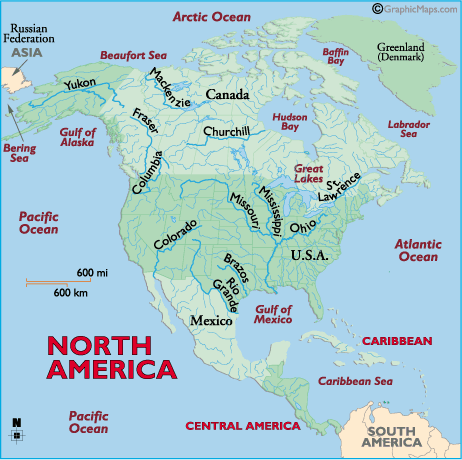 © GraphicMaps.com
Arctic Ocean
Russian
Federation
ASIA
Beaufort Sea
Baffin
Bay
Greenland
(Denmark)
Yukon
Mackenzie
Canada
Fraser
Hudson
Bay
Labrador
Sea
Churchill
Gulf of
Alaska
Bering
Sea
Columbia
Great
Lakes
St.
Lawrence
Pacific
Ocean
Missouri
Mississippi
Ohio
Colorado
U.S.A.
Atlantic
Ocean
Brazos
Rio
Grande
600 mi
600 km
Gulf of
Mexico
Mexico
NORTH
AMERICA
CARIBBEAN
Caribbean Sea
Pacific
Ocean
CENTRAL AMERICA
SOUTH
AMERICA
N